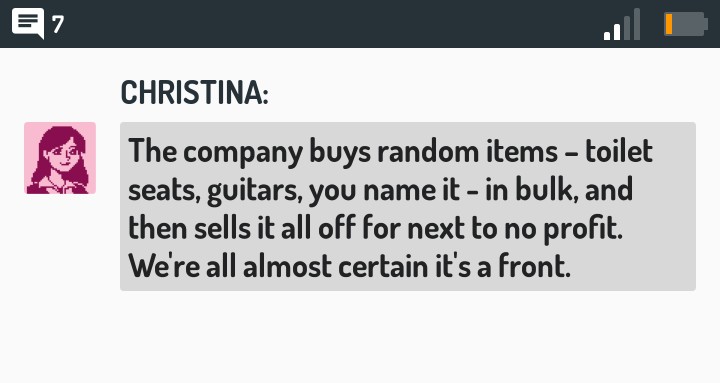 7
CHRISTINA:
The company buys random items – toilet
seats, guitars, you name it - in bulk, and
then sells it all off for next to no profit.
We're all almost certain it's a front.